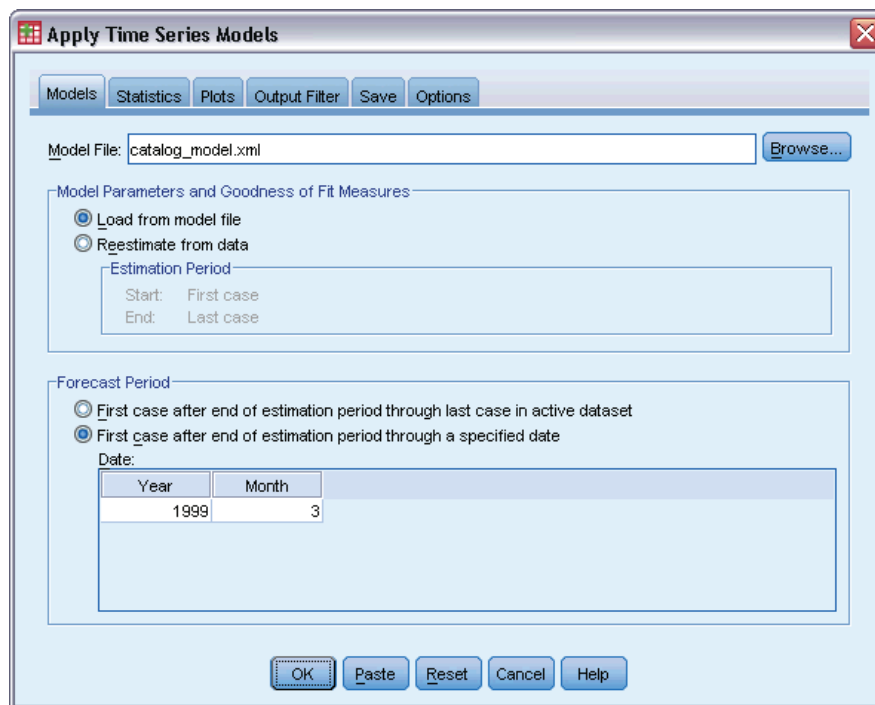 Apply Time Series Models
Models Statistics Plots Output Filter Save Options
Model File: catalog_model.xml Browse...
Model Parameters and Goodness of Fit Measures
Load from model file
Reestimate from data
Estimation Period
Start: First case
End: Last case
Forecast Period
First case after end of estimation period through last case in active dataset
First case after end of estimation period through a specified date
Date:
Year Month
1999 3
OK Paste Reset Cancel Help